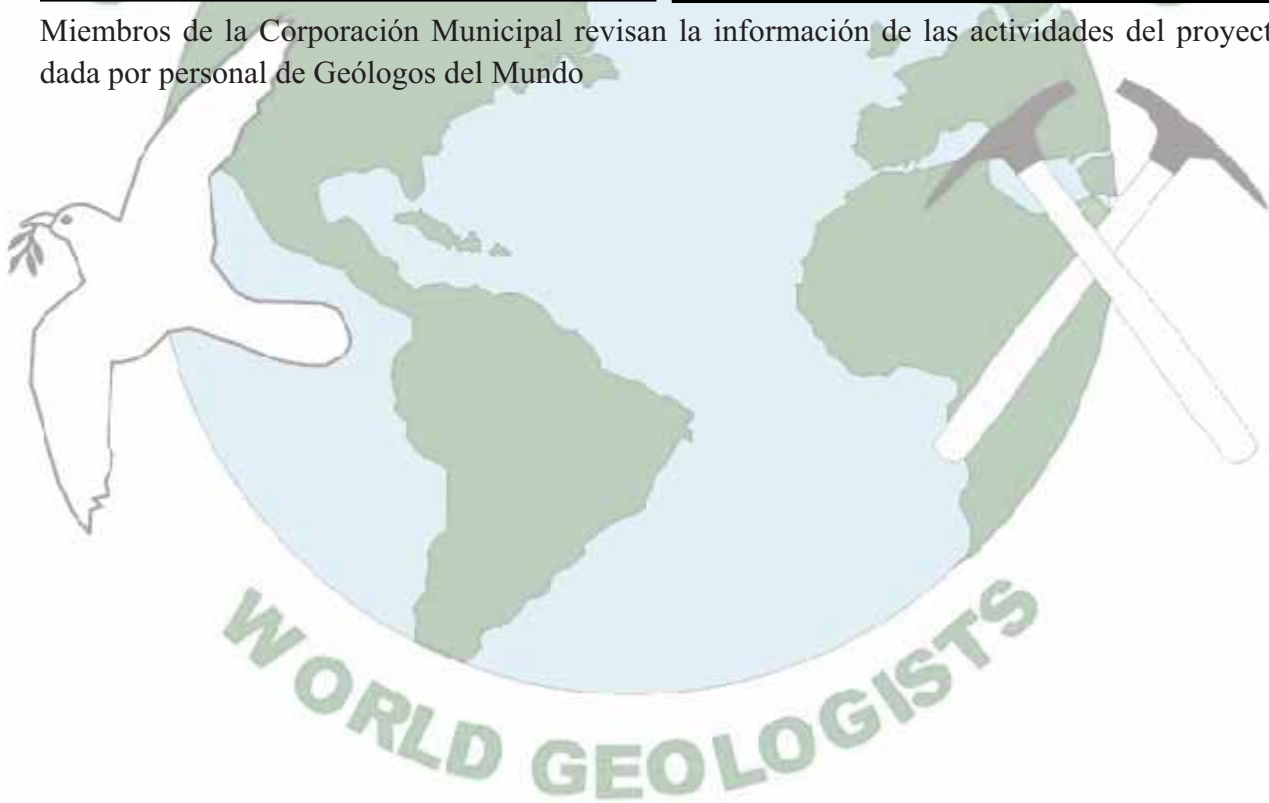 Miembros de la Corporación Municipal revisan la información de las actividades del proyect
dada por personal de Geólogos del Mundo
WORLD GEOLOGISTS